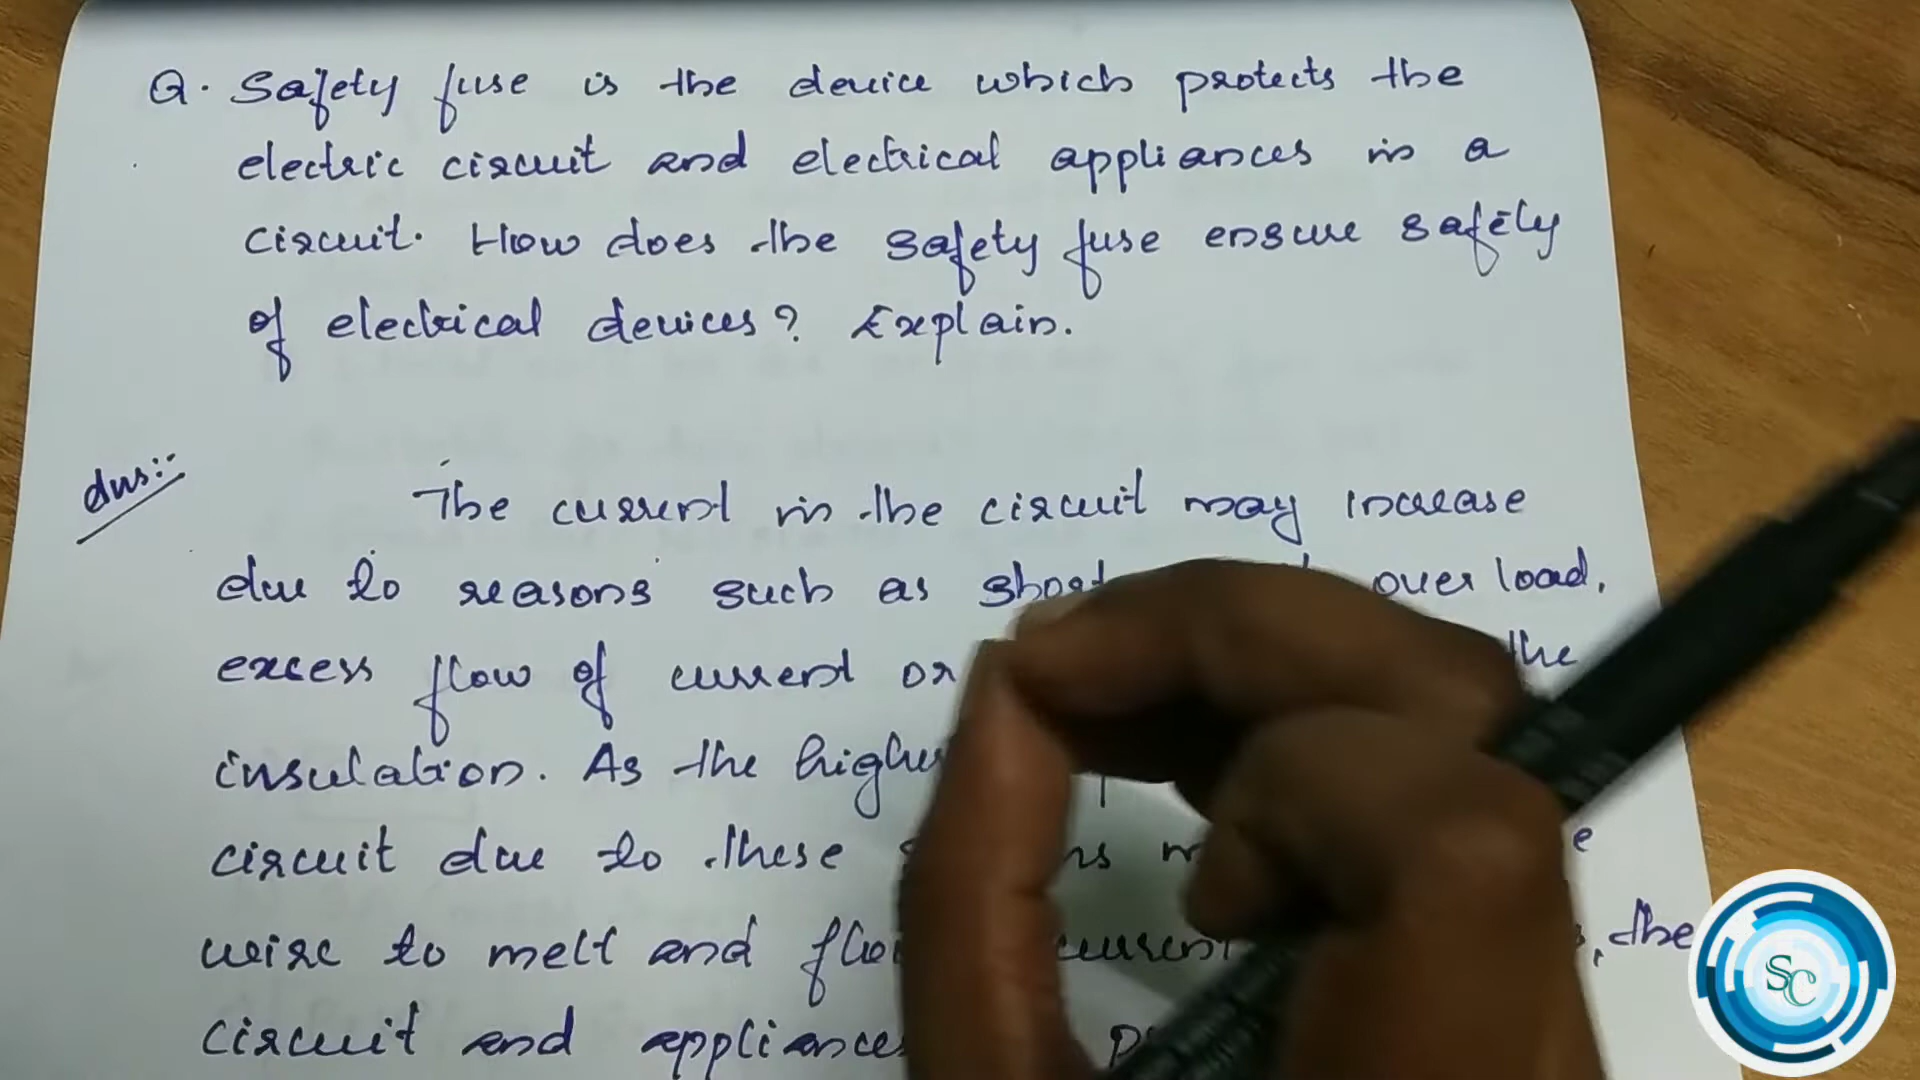 Q. Safety fuse is the device which protects the
electric circuit and electrical appliances in a
circuit. How does the safety fuse ensure safety
of electrical devices? Explain.
Ans:-
The current in the circuit may increase
due to reasons such as short over load,
excess flow of current or the
insulation. As the
circuit due to these
wire to melt and current , the
circuit and appliances
SC